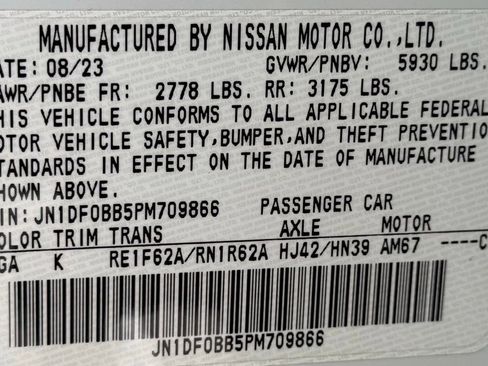 MANUFACTURED BY NISSAN MOTOR CO.,LTD.
ATE: 08/23 GVWR/PNBV: 5930 LBS.
AWR/PNBE FR: 2778 LBS. RR: 3175 LBS.
HIS VEHICLE CONFORMS TO ALL APPLICABLE FEDERAL
OTOR VEHICLE SAFETY,BUMPER,AND THEFT PREVENTIO
STANDARDS IN EFFECT ON THE DATE OF MANUFACTURE
HOWN ABOVE.
IN: JN1DF0BB5PM709866 PASSENGER CAR
OLOR TRIM TRANS AXLE MOTOR
GA K RE1F62A/RN1R62A HJ42/HN39 AM67 ----C
JN1DF0BB5PM709866